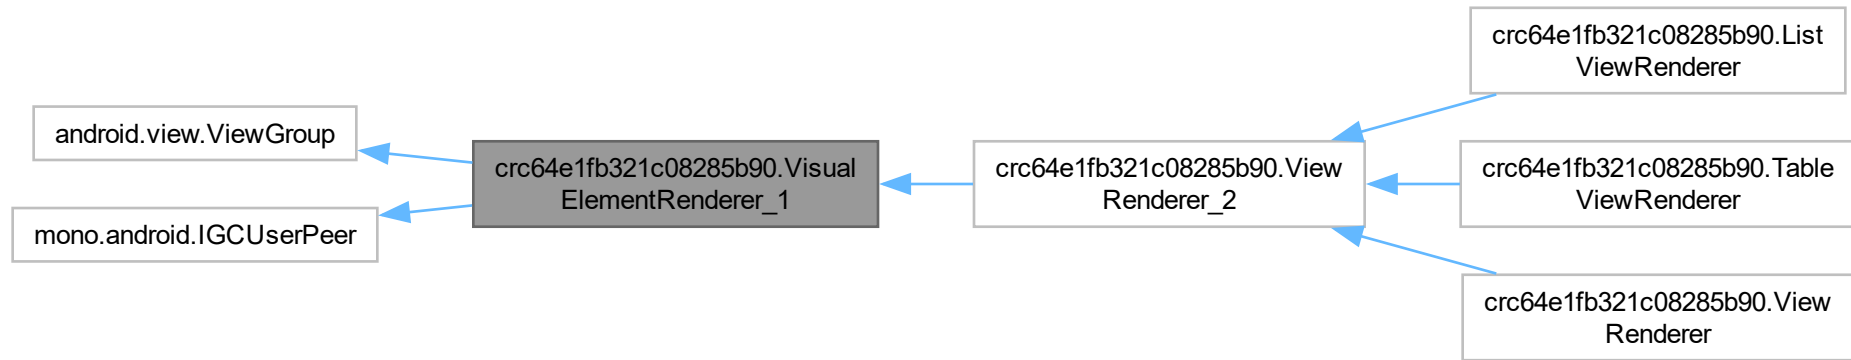 android.view.ViewGroup
mono.android.IGCUserPeer
crc64e1fb321c08285b90.Visual
ElementRenderer_1
crc64e1fb321c08285b90.View
Renderer_2
crc64e1fb321c08285b90.List
ViewRenderer
crc64e1fb321c08285b90.Table
ViewRenderer
crc64e1fb321c08285b90.View
Renderer